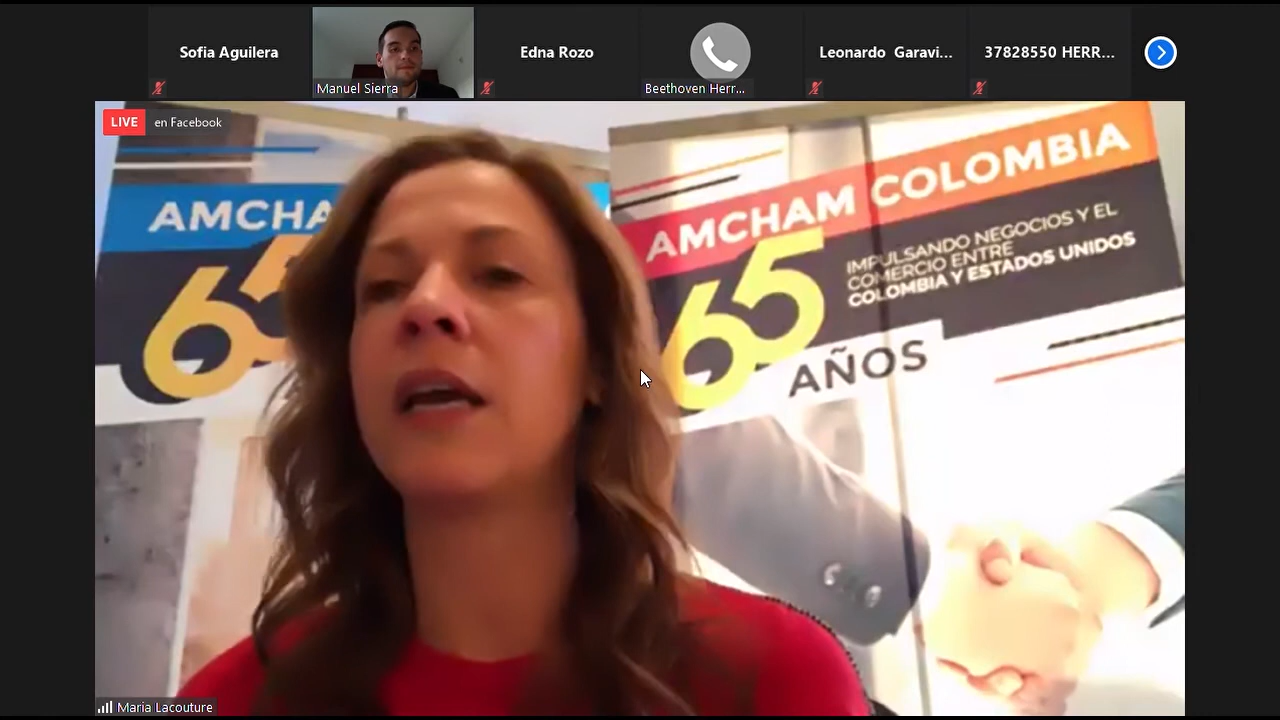 Sofia Aguilera
Manuel Sierra
Edna Rozo
Beethoven Herr...
Leonardo Garavi...
37828550 HERR...
LIVE en Facebook
AMCHA
65
AMCHAM COLOMBIA
65
IMPULSANDO NEGOCIOS Y EL
COMERCIO ENTRE
COLOMBIA Y ESTADOS UNIDOS
AÑOS
Maria Lacouture